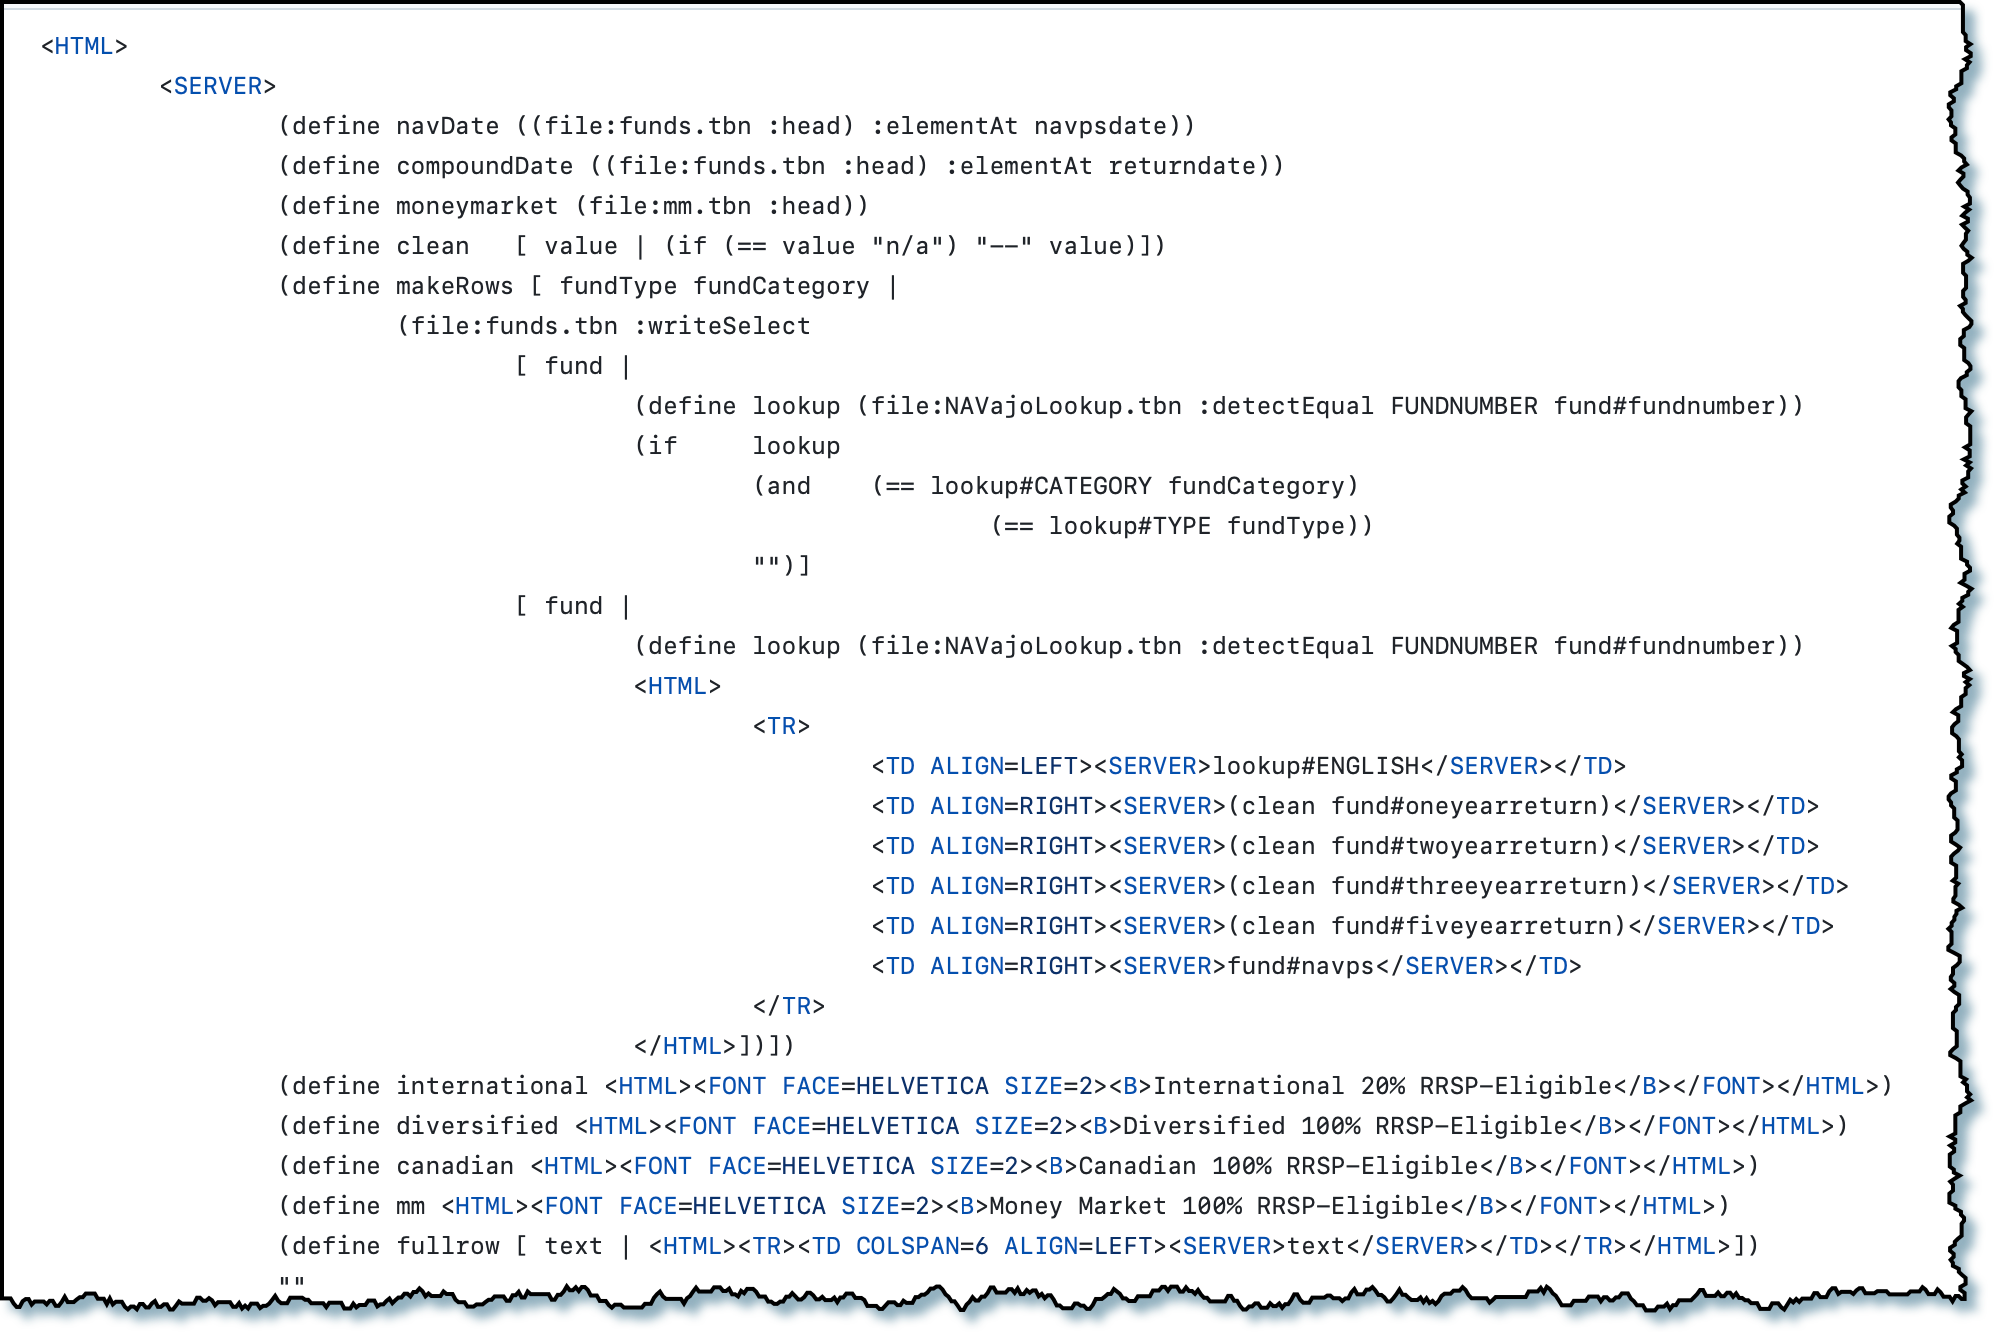 <HTML>
<SERVER>
(define navDate ((file:funds.tbn :head) :elementAt navpsdate))
(define compoundDate ((file:funds.tbn :head) :elementAt returndate))
(define moneymarket (file:mm.tbn :head))
(define clean   [ value | (if (== value "n/a") "--" value)])
(define makeRows [ fundType fundCategory |
(file:funds.tbn :writeSelect
[ fund |
(define lookup (file:NAVajoLookup.tbn :detectEqual FUNDNUMBER fund#fundnumber))
(if     lookup
(and    (== lookup#CATEGORY fundCategory)
(== lookup#TYPE fundType))
"")]
[ fund |
(define lookup (file:NAVajoLookup.tbn :detectEqual FUNDNUMBER fund#fundnumber))
<HTML>
<TR>
<TD ALIGN=LEFT><SERVER>lookup#ENGLISH</SERVER></TD>
<TD ALIGN=RIGHT><SERVER>(clean fund#oneyearreturn)</SERVER></TD>
<TD ALIGN=RIGHT><SERVER>(clean fund#twoyearreturn)</SERVER></TD>
<TD ALIGN=RIGHT><SERVER>(clean fund#threeyearreturn)</SERVER></TD>
<TD ALIGN=RIGHT><SERVER>(clean fund#fiveyearreturn)</SERVER></TD>
<TD ALIGN=RIGHT><SERVER>fund#navps</SERVER></TD>
</TR>
</HTML>])])
(define international <HTML><FONT FACE=HELVETICA SIZE=2><B>International 20% RRSP-Eligible</B></FONT></HTML>)
(define diversified <HTML><FONT FACE=HELVETICA SIZE=2><B>Diversified 100% RRSP-Eligible</B></FONT></HTML>)
(define canadian <HTML><FONT FACE=HELVETICA SIZE=2><B>Canadian 100% RRSP-Eligible</B></FONT></HTML>)
(define mm <HTML><FONT FACE=HELVETICA SIZE=2><B>Money Market 100% RRSP-Eligible</B></FONT></HTML>)
(define fullrow [ text | <HTML><TR><TD COLSPAN=6 ALIGN=LEFT><SERVER>text</SERVER></TD></TR></HTML>])
""